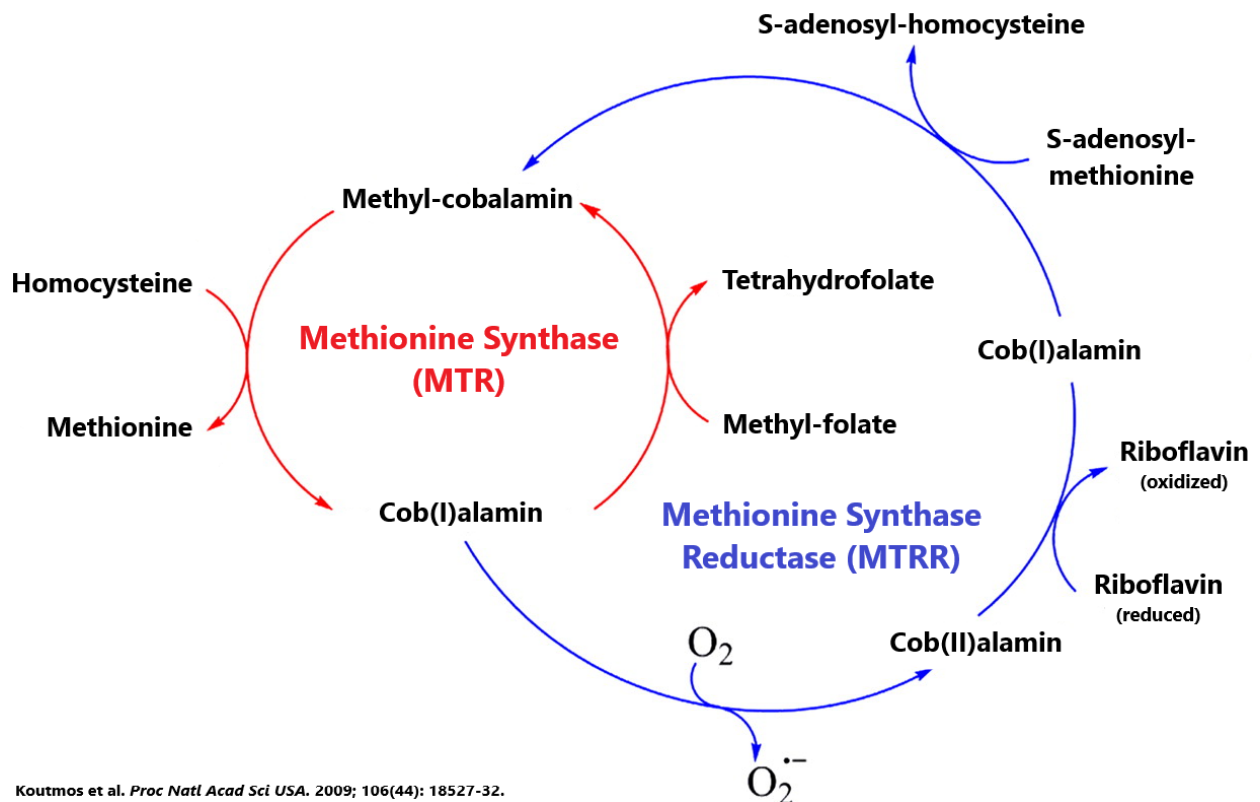 S-adenosyl-homocysteine
S-adenosyl-
methionine
Methyl-cobalamin
Homocysteine
Tetrahydrofolate
Methionine Synthase
(MTR)
Cob(I)alamin
Methionine
Methyl-folate
Riboflavin
(oxidized)
Cob(I)alamin
Methionine Synthase
Reductase (MTRR)
Riboflavin
(reduced)
O₂
Cob(II)alamin
O₂•−
Koutmos et al. Proc Natl Acad Sci USA. 2009; 106(44): 18527-32.